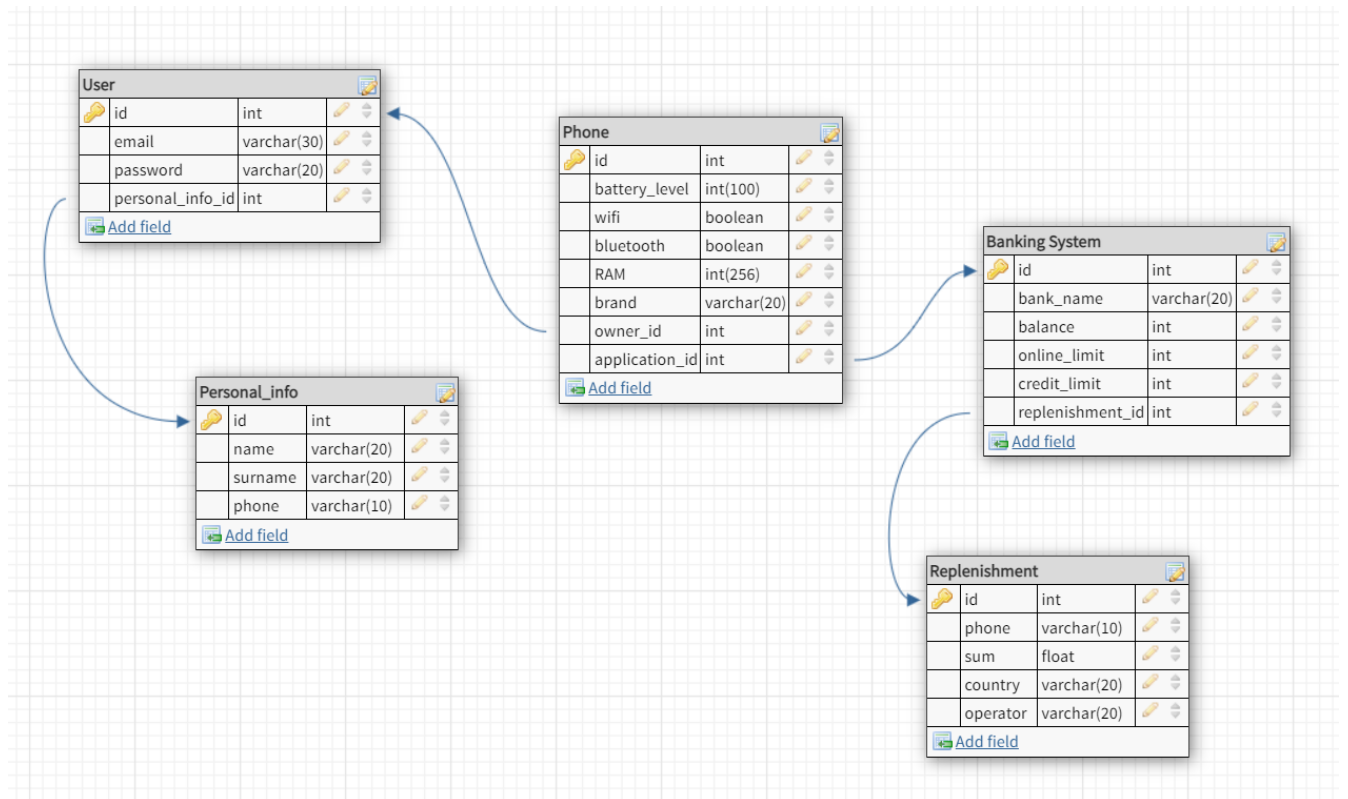 User
id int
email varchar(30)
password varchar(20)
personal_info_id int
Add field
Phone
id int
battery_level int(100)
wifi boolean
bluetooth boolean
RAM int(256)
brand varchar(20)
owner_id int
application_id int
Add field
Banking System
id int
bank_name varchar(20)
balance int
online_limit int
credit_limit int
replenishment_id int
Add field
Personal_info
id int
name varchar(20)
surname varchar(20)
phone varchar(10)
Add field
Replenishment
id int
phone varchar(10)
sum float
country varchar(20)
operator varchar(20)
Add field